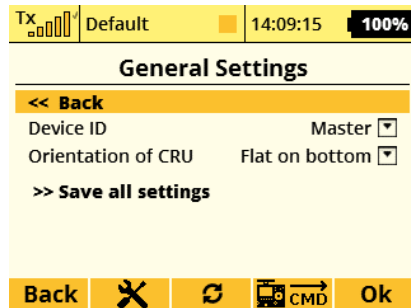 Tx Default 14:09:15 100%
General Settings
<< Back
Device ID Master
Orientation of CRU Flat on bottom
>> Save all settings
Back CMD Ok